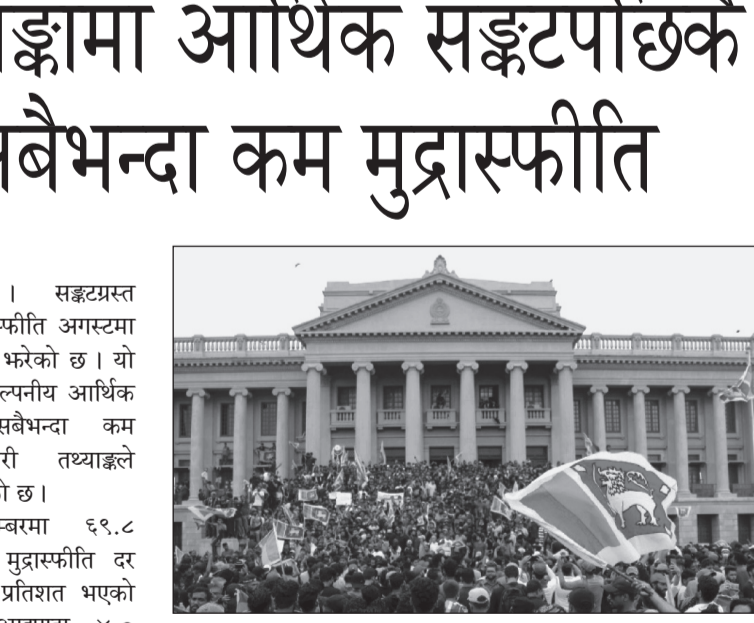 ङ्कामा आर्थिक सङ्कटपछिकै
सबैभन्दा कम मुद्रास्फीति
। सङ्कटग्रस्त
स्फीति अगस्टमा
झरेको छ । यो
ल्पनीय आर्थिक
सबैभन्दा कम
री तथ्याङ्कले
को छ ।
म्बरमा ६९.८
मुद्रास्फीति दर
प्रतिशत भएको